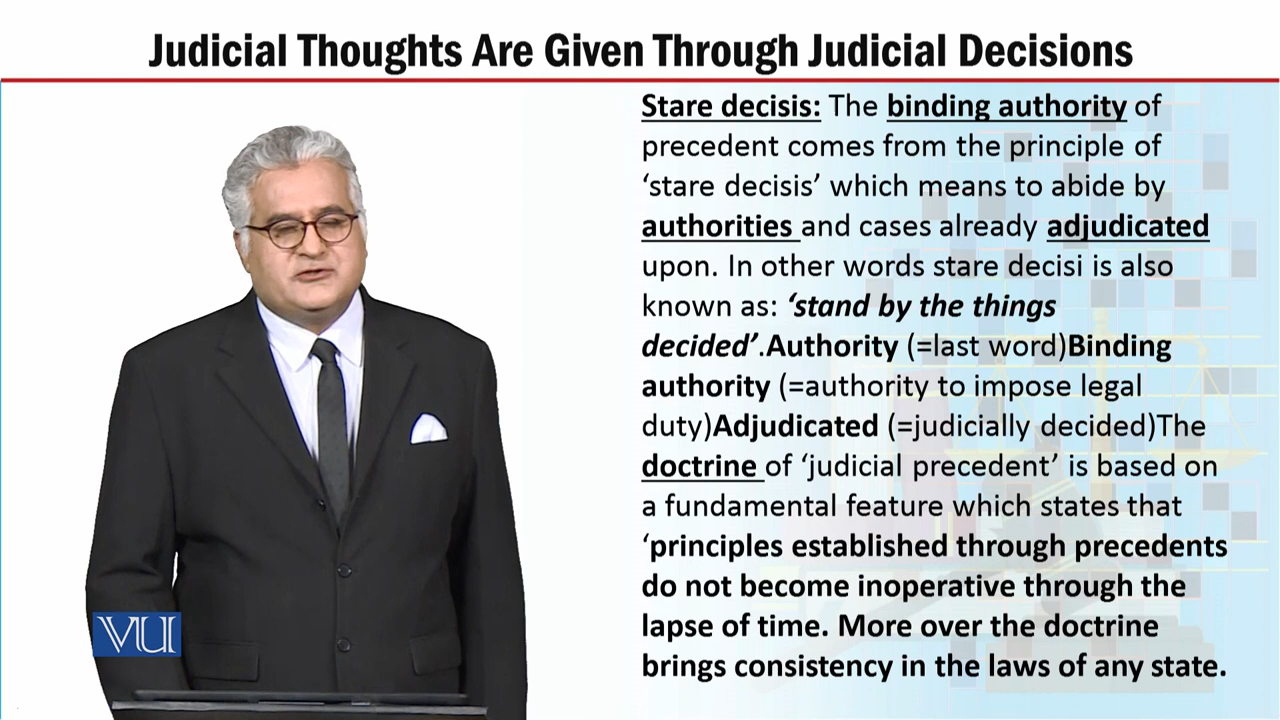 Judicial Thoughts Are Given Through Judicial Decisions
Stare decisis: The binding authority of
precedent comes from the principle of
‘stare decisis’ which means to abide by
authorities and cases already adjudicated
upon. In other words stare decisi is also
known as: ‘stand by the things
decided’.Authority (=last word)Binding
authority (=authority to impose legal
duty)Adjudicated (=judicially decided)The
doctrine of ‘judicial precedent’ is based on
a fundamental feature which states that
‘principles established through precedents
do not become inoperative through the
lapse of time. More over the doctrine
brings consistency in the laws of any state.
VU